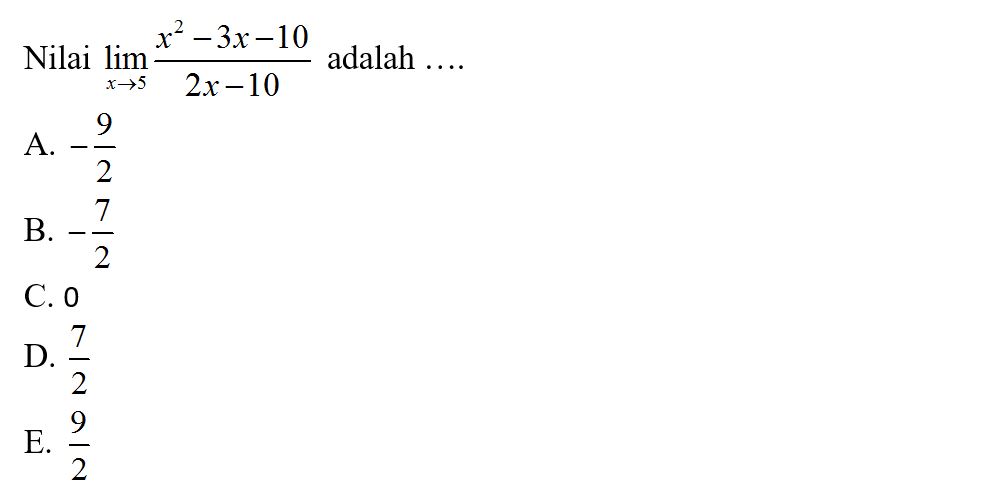 Nilai $\lim_{x \to 5} \frac{x^2 - 3x - 10}{2x - 10}$ adalah ....
A. $-\frac{9}{2}$
B. $-\frac{7}{2}$
C. 0
D. $\frac{7}{2}$
E. $\frac{9}{2}$